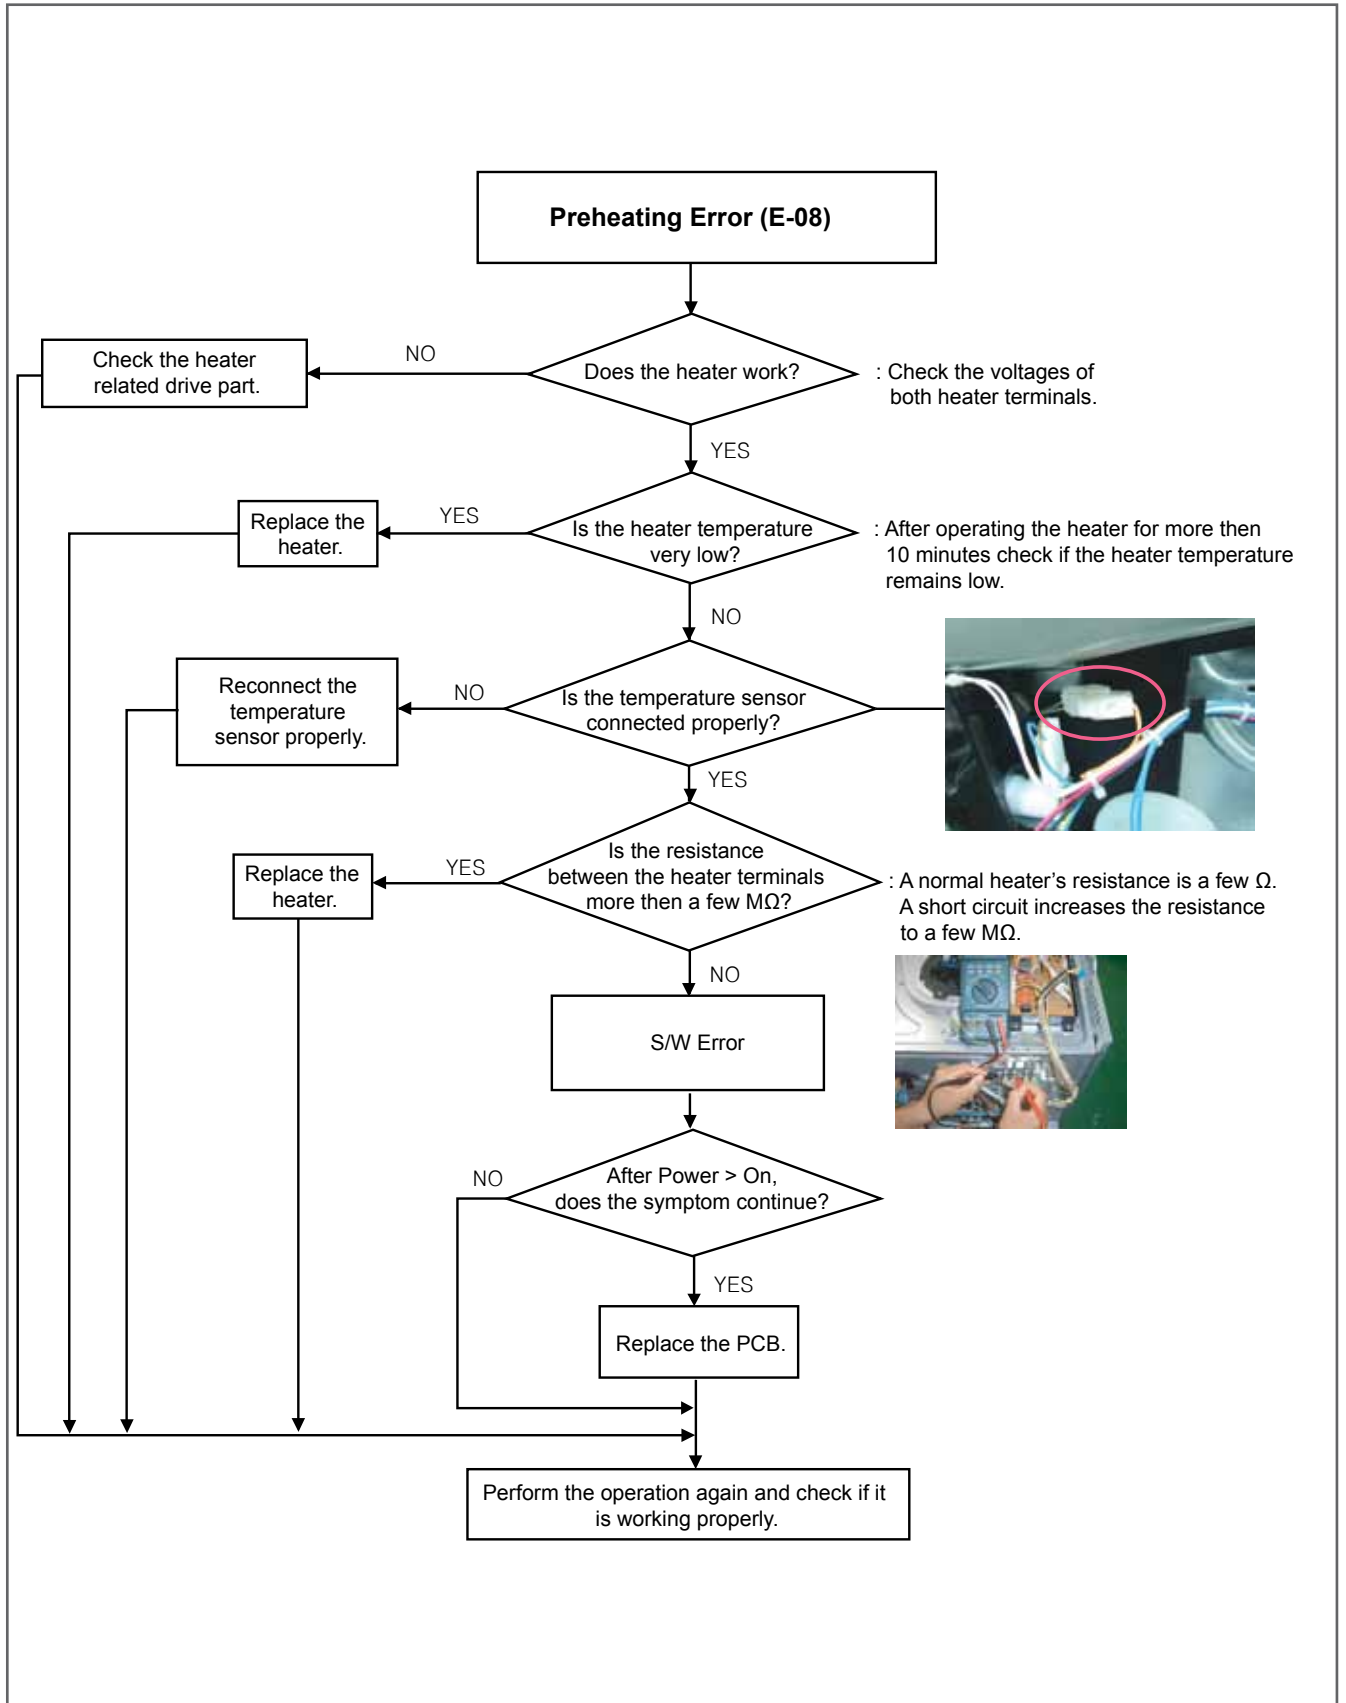 Preheating Error (E-08)
Does the heater work?
NO
Check the heater
related drive part.
: Check the voltages of
both heater terminals.
YES
Is the heater temperature
very low?
YES
Replace the
heater.
: After operating the heater for more then
10 minutes check if the heater temperature
remains low.
NO
Is the temperature sensor
connected properly?
NO
Reconnect the
temperature
sensor properly.
YES
Is the resistance
between the heater terminals
more then a few MΩ?
YES
Replace the
heater.
: A normal heater’s resistance is a few Ω.
A short circuit increases the resistance
to a few MΩ.
NO
S/W Error
After Power > On,
does the symptom continue?
NO
YES
Replace the PCB.
Perform the operation again and check if it
is working properly.